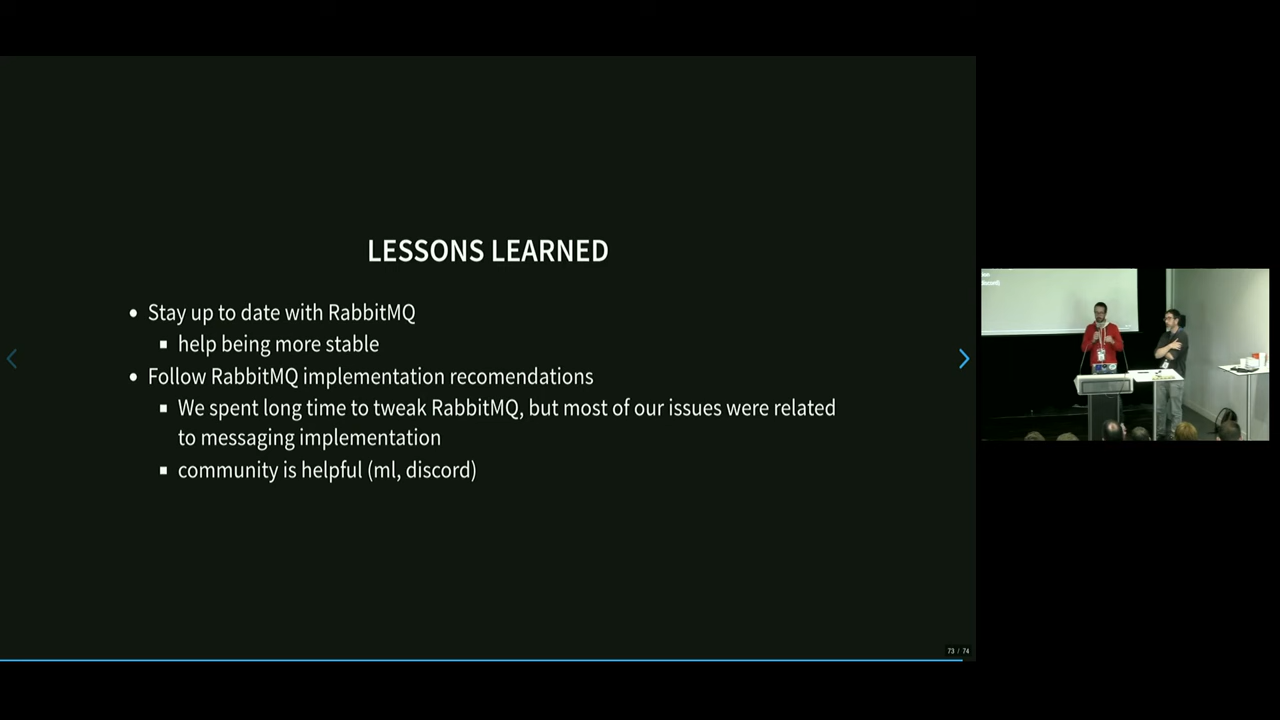 LESSONS LEARNED
Stay up to date with RabbitMQ
help being more stable
Follow RabbitMQ implementation recomendations
We spent long time to tweak RabbitMQ, but most of our issues were related
to messaging implementation
community is helpful (ml, discord)
73 / 74